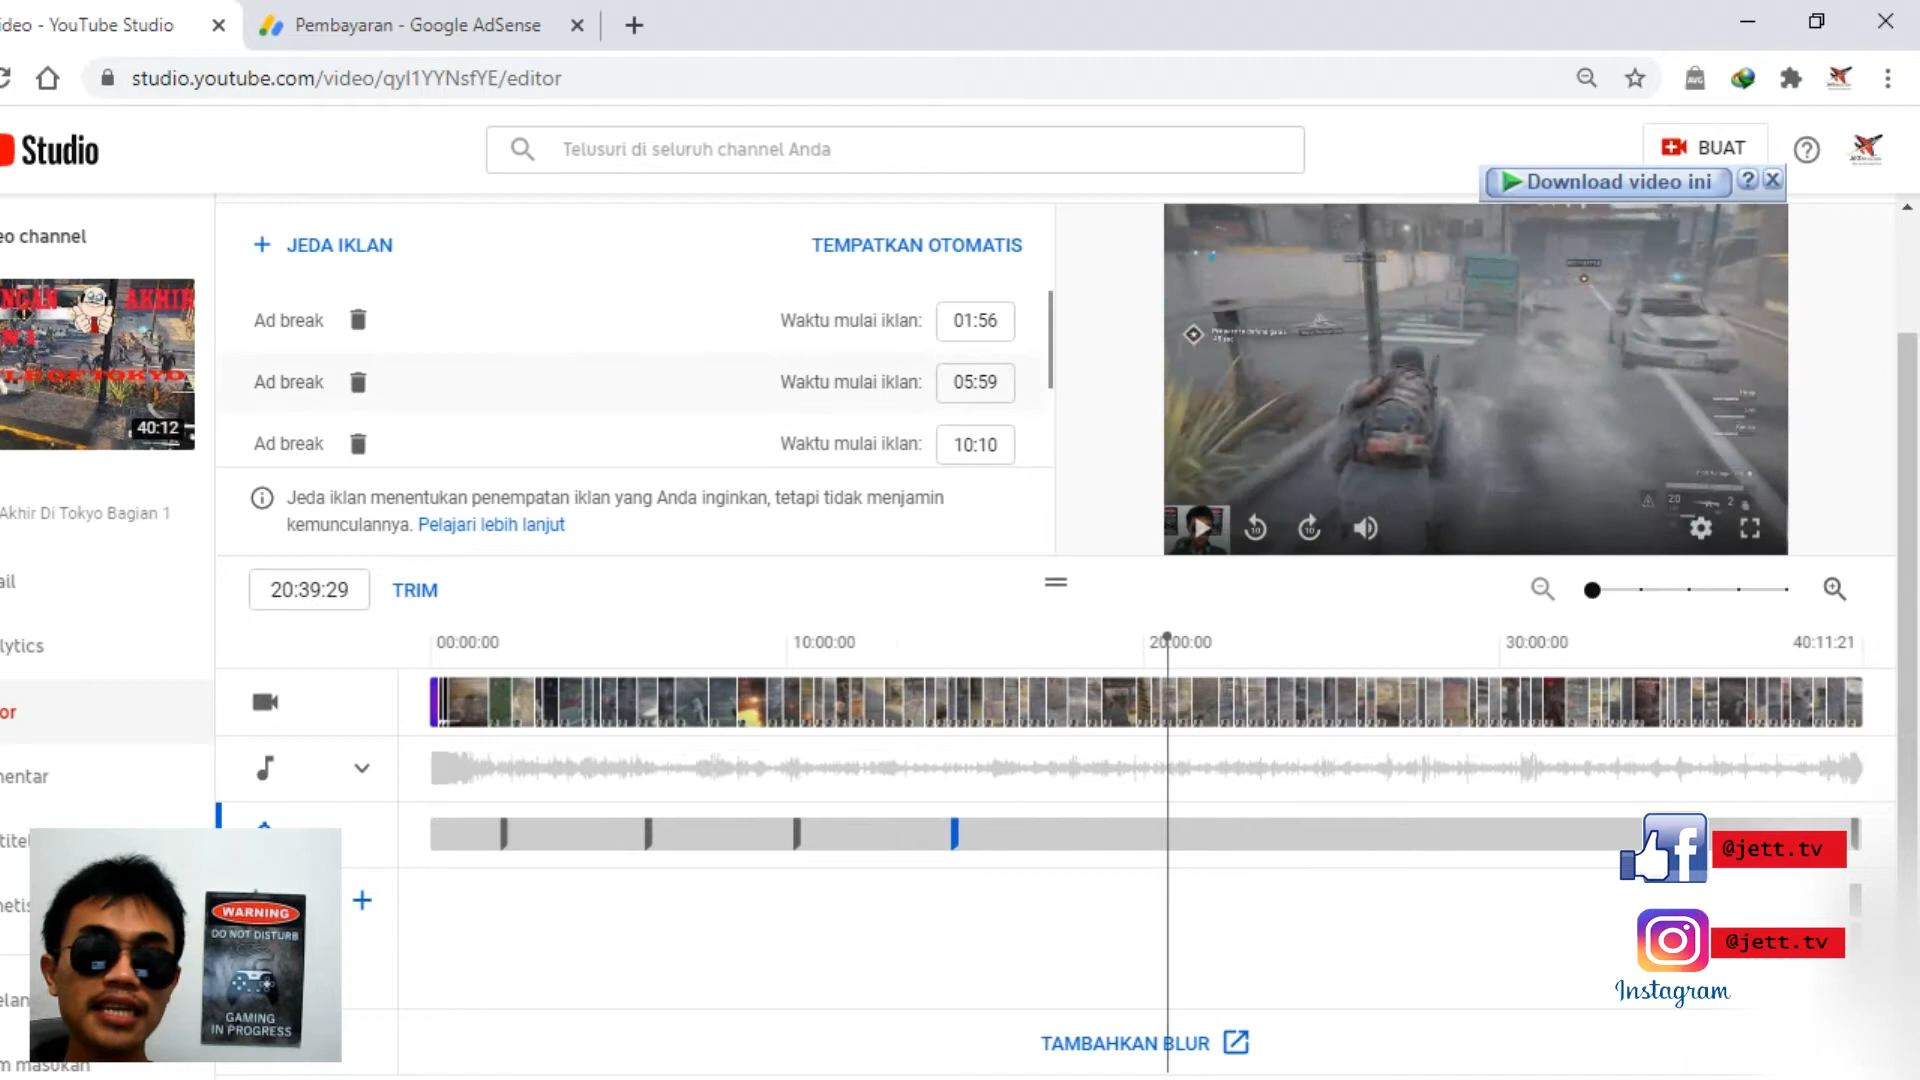 ideo - YouTube Studio
Pembayaran - Google AdSense
studio.youtube.com/video/qyI1YYNsfYE/editor
Studio
Telusuri di seluruh channel Anda
BUAT
Download video ini
eo channel
JEDA IKLAN
TEMPATKAN OTOMATIS
Ad break
Waktu mulai iklan:
01:56
Ad break
Waktu mulai iklan:
05:59
Ad break
Waktu mulai iklan:
10:10
AKHIR
40:12
Jeda iklan menentukan penempatan iklan yang Anda inginkan, tetapi tidak menjamin
kemunculannya. Pelajari lebih lanjut
Akhir Di Tokyo Bagian 1
ail
lytics
or
mentar
20:39:29
TRIM
00:00:00
10:00:00
20:00:00
30:00:00
40:11:21
WARNING
DO NOT DISTURB
GAMING
IN PROGRESS
@jett.tv
@jett.tv
Instagram
TAMBAHKAN BLUR
m masukan